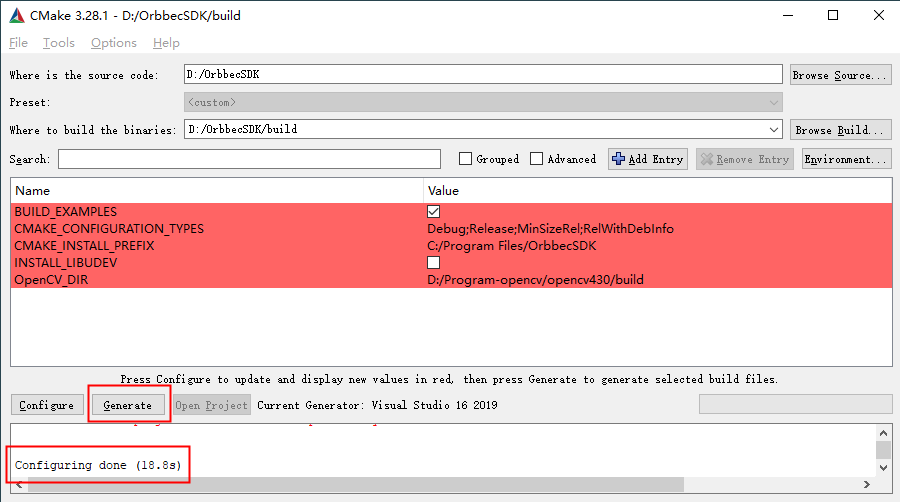 CMake 3.28.1 - D:/OrbbecSDK/build
File Tools Options Help
Where is the source code: D:/OrbbecSDK Browse Source...
Preset: <custom>
Where to build the binaries: D:/OrbbecSDK/build Browse Build...
Search: Grouped Advanced Add Entry Remove Entry Environment...
Name Value
BUILD_EXAMPLES
CMAKE_CONFIGURATION_TYPES Debug;Release;MinSizeRel;RelWithDebInfo
CMAKE_INSTALL_PREFIX C:/Program Files/OrbbecSDK
INSTALL_LIBUDEV
OpenCV_DIR D:/Program-opencv/opencv430/build
Press Configure to update and display new values in red, then press Generate to generate selected build files.
Configure Generate Open Project Current Generator: Visual Studio 16 2019
Configuring done (18.8s)